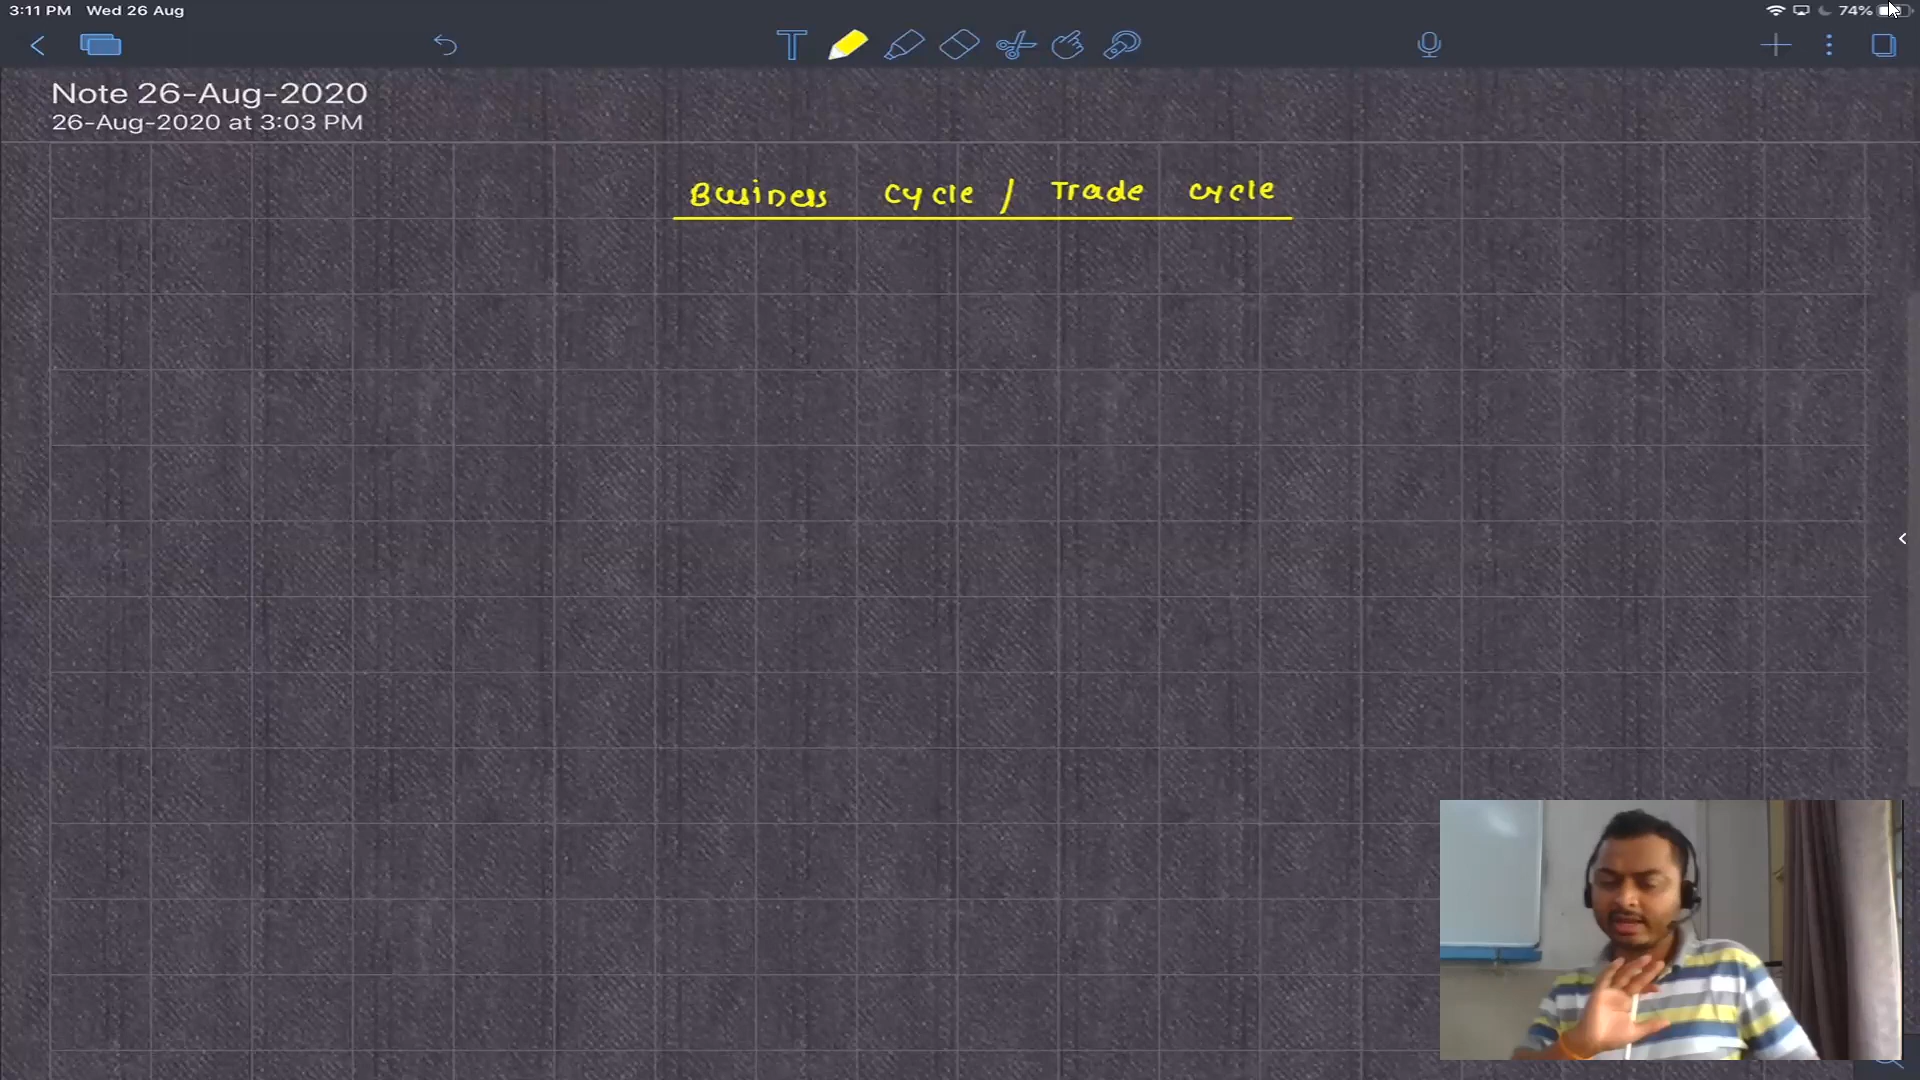 3:11 PM Wed 26 Aug
74%
Note 26-Aug-2020
26-Aug-2020 at 3:03 PM
Business cycle / Trade cycle